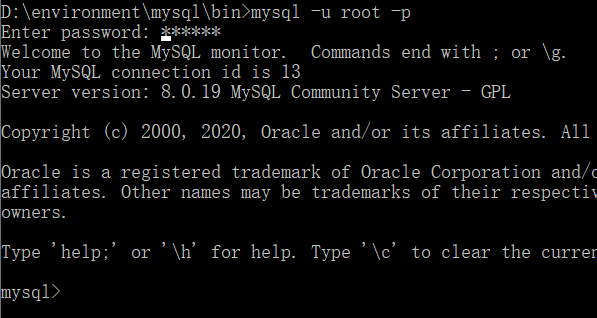 D:\environment\mysql\bin>mysql -u root -p
Enter password: ******
Welcome to the MySQL monitor.  Commands end with ; or \g.
Your MySQL connection id is 13
Server version: 8.0.19 MySQL Community Server - GPL
Copyright (c) 2000, 2020, Oracle and/or its affiliates. All
Oracle is a registered trademark of Oracle Corporation and/
affiliates. Other names may be trademarks of their
owners.
Type 'help;' or '\h' for help. Type '\c' to clear the
mysql>